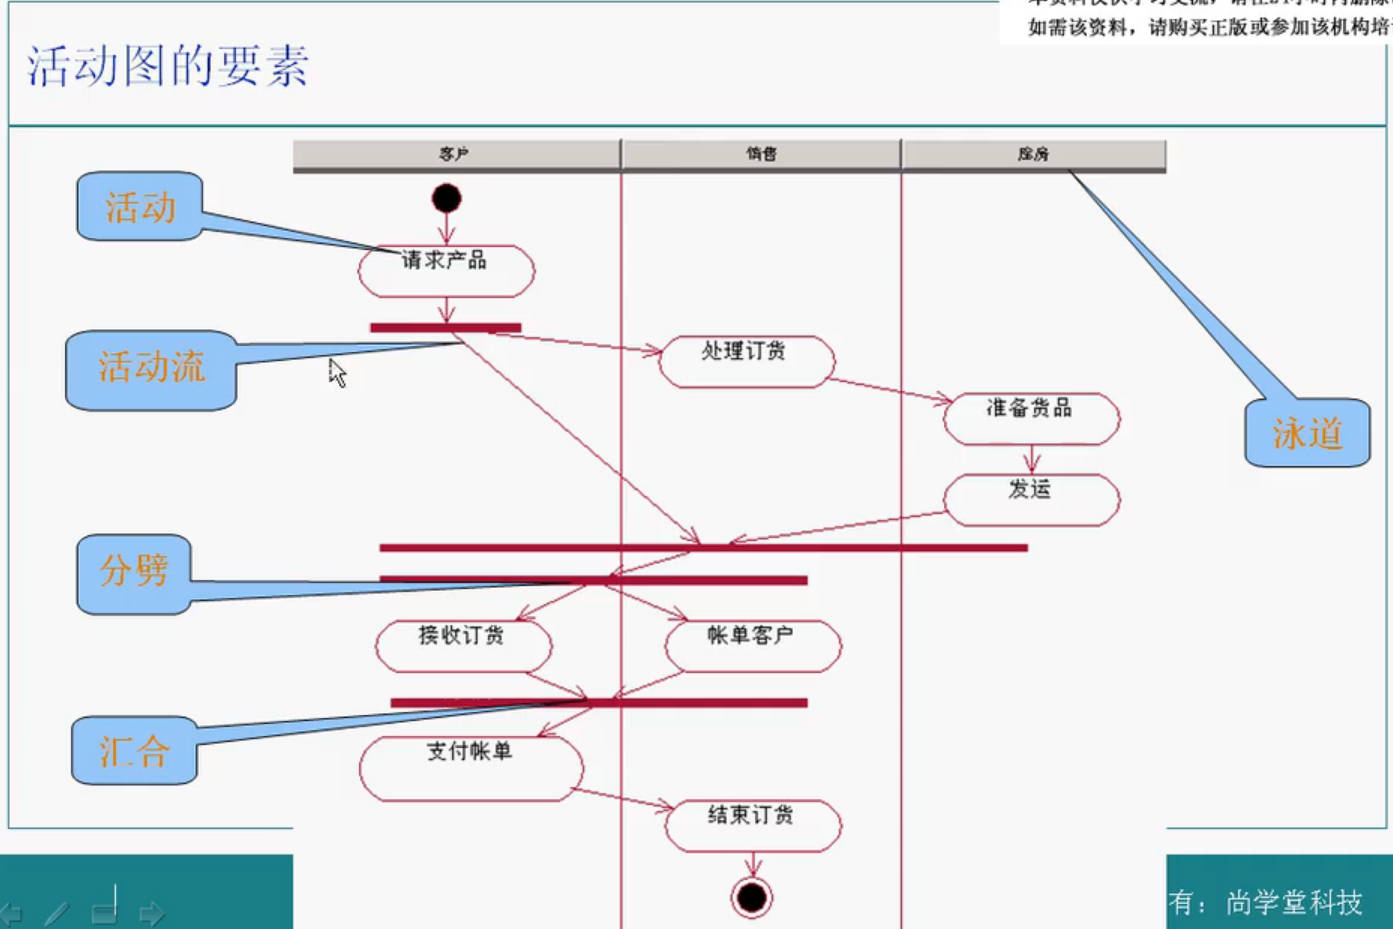 如需该资料，请购买正版或参加该机构培
活动图的要素
客户
销售
库房
活动
请求产品
活动流
处理订货
准备货品
泳道
发运
分劈
接收订货
帐单客户
汇合
支付帐单
结束订货
有：尚学堂科技